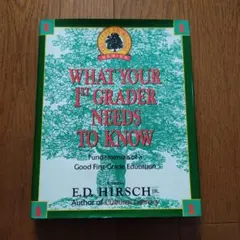 SERIES
WHAT YOUR
1ST GRADER
NEEDS
TO KNOW
Fundamentals of a
Good First-Grade Education
E.D. HIRSCH JR.
Author of Cultural Literacy